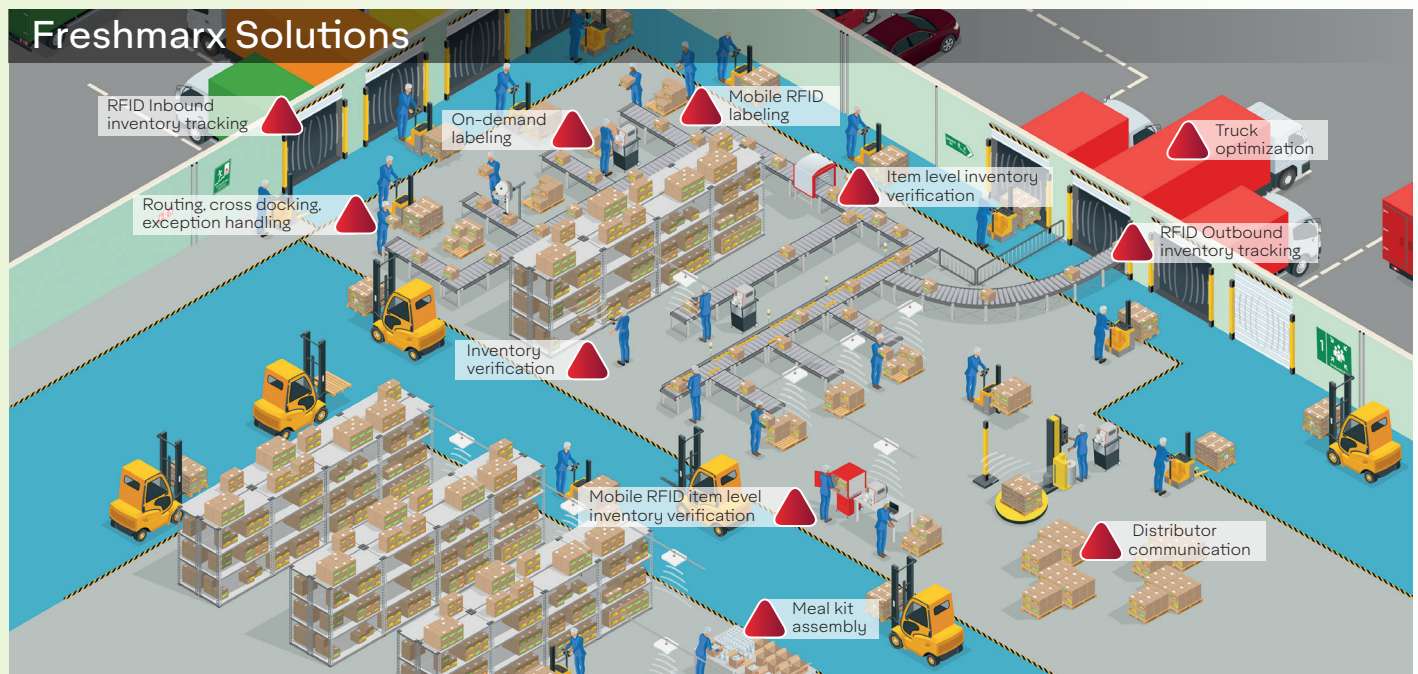 Freshmarx Solutions
RFID Inbound
inventory tracking
On-demand
labeling
Mobile RFID
labeling
Truck
optimization
Routing, cross docking,
exception handling
Item level inventory
verification
RFID Outbound
inventory tracking
Inventory
verification
1
Mobile RFID item level
inventory verification
Distributor
communication
Meal kit
assembly